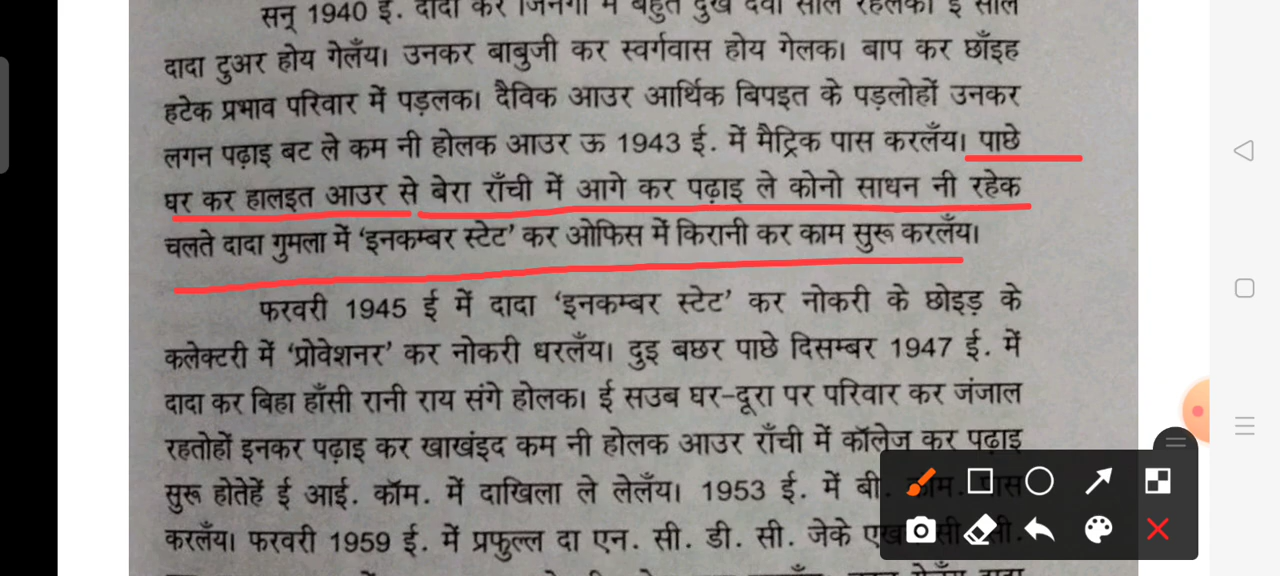 सन् 1940 ई. दादा कर जिनगी में बहुत दुख देवा साल रहलक। ई साल
दादा टुअर होय गेलँय। उनकर बाबुजी कर स्वर्गवास होय गेलक। बाप कर छाँइह
हटेक प्रभाव परिवार में पड़लक। दैविक आउर आर्थिक बिपइत के पड़लोहों उनकर
लगन पढ़ाइ बट ले कम नी होलक आउर ऊ 1943 ई. में मैट्रिक पास करलँय। पाछे
घर कर हालइत आउर से बेरा राँची में आगे कर पढ़ाइ ले कोनो साधन नी रहेक
चलते दादा गुमला में 'इनकम्बर स्टेट' कर ओफिस में किरानी कर काम सुरू करलँय।
फरवरी 1945 ई में दादा 'इनकम्बर स्टेट' कर नोकरी के छोइड़ के
कलेक्टरी में 'प्रोवेशनर' कर नोकरी धरलँय। दुइ बछर पाछे दिसम्बर 1947 ई. में
दादा कर बिहा हाँसी रानी राय संगे होलक। ई सउब घर-दूरा पर परिवार कर जंजाल
रहतोहों इनकर पढ़ाइ कर खाखंइद कम नी होलक आउर राँची में कॉलेज कर पढ़ाइ
सुरू होतेहें ई आई. कॉम. में दाखिला ले लेलँय। 1953 ई. में बी. कॉम. पास
करलँय। फरवरी 1959 ई. में प्रफुल्ल दा एन. सी. डी. सी. जेके